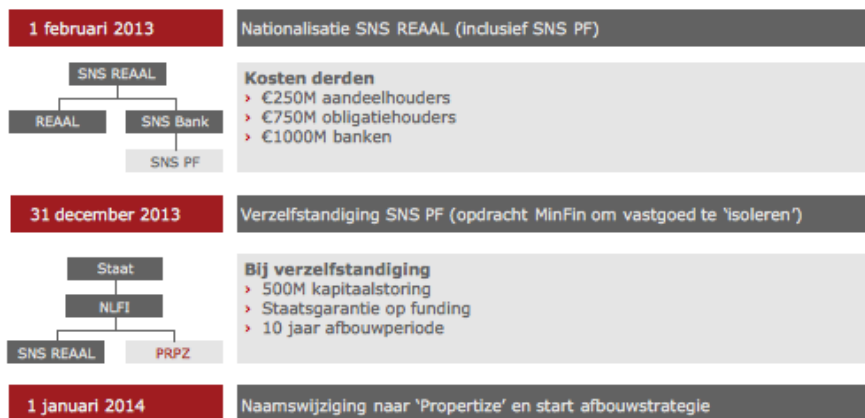 1 februari 2013
Nationalisatie SNS REAAL (inclusief SNS PF)
SNS REAAL
REAAL
SNS Bank
SNS PF
Kosten derden
› €250M aandeelhouders
› €750M obligatiehouders
› €1000M banken
31 december 2013
Verzelfstandiging SNS PF (opdracht MinFin om vastgoed te ‘isoleren’)
Staat
NLFI
SNS REAAL
PRPZ
Bij verzelfstandiging
› 500M kapitaalstoring
› Staatsgarantie op funding
› 10 jaar afbouwperiode
1 januari 2014
Naamswijziging naar ‘Propertize’ en start afbouwstrategie